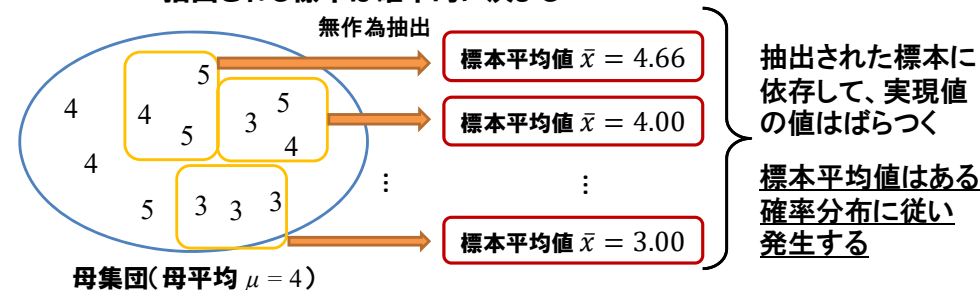 無作為抽出
5
4
5
4
4
3
5
4
5
3
3
3
標本平均値 x̄ = 4.66
標本平均値 x̄ = 4.00
⋮
⋮
標本平均値 x̄ = 3.00
母集団(母平均 μ = 4)
抽出された標本に
依存して、実現値
の値はばらつく
標本平均値はある
確率分布に従い
発生する